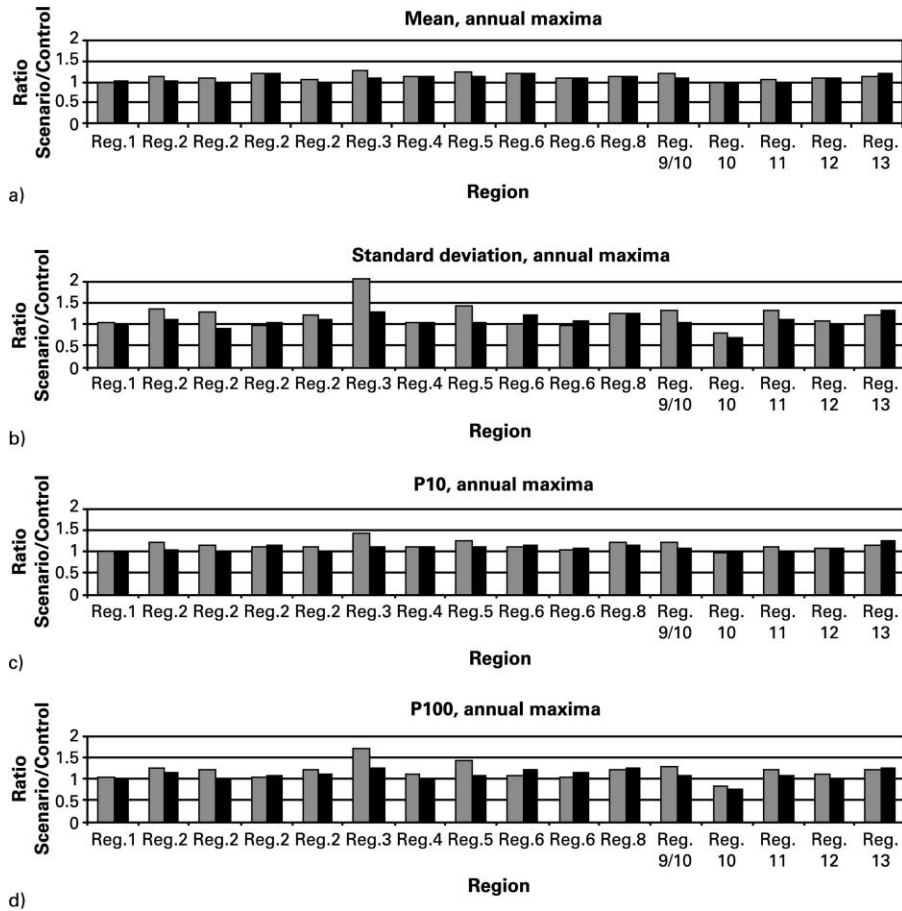 Mean, annual maxima
Ratio
Scenario/Control
2
1.5
1
0.5
0
Reg.1 Reg.2 Reg.2 Reg.2 Reg.2 Reg.3 Reg.4 Reg.5 Reg.6 Reg.6 Reg.8 Reg. Reg. Reg. Reg. Reg.
9/10 10 11 12 13
Region
a)
Standard deviation, annual maxima
Ratio
Scenario/Control
2
1.5
1
0.5
0
Reg.1 Reg.2 Reg.2 Reg.2 Reg.2 Reg.3 Reg.4 Reg.5 Reg.6 Reg.6 Reg.8 Reg. Reg. Reg. Reg. Reg.
9/10 10 11 12 13
Region
b)
P10, annual maxima
Ratio
Scenario/Control
2
1.5
1
0.5
0
Reg.1 Reg.2 Reg.2 Reg.2 Reg.2 Reg.3 Reg.4 Reg.5 Reg.6 Reg.6 Reg.8 Reg. Reg. Reg. Reg. Reg.
9/10 10 11 12 13
Region
c)
P100, annual maxima
Ratio
Scenario/Control
2
1.5
1
0.5
0
Reg.1 Reg.2 Reg.2 Reg.2 Reg.2 Reg.3 Reg.4 Reg.5 Reg.6 Reg.6 Reg.8 Reg. Reg. Reg. Reg. Reg.
9/10 10 11 12 13
Region
d)